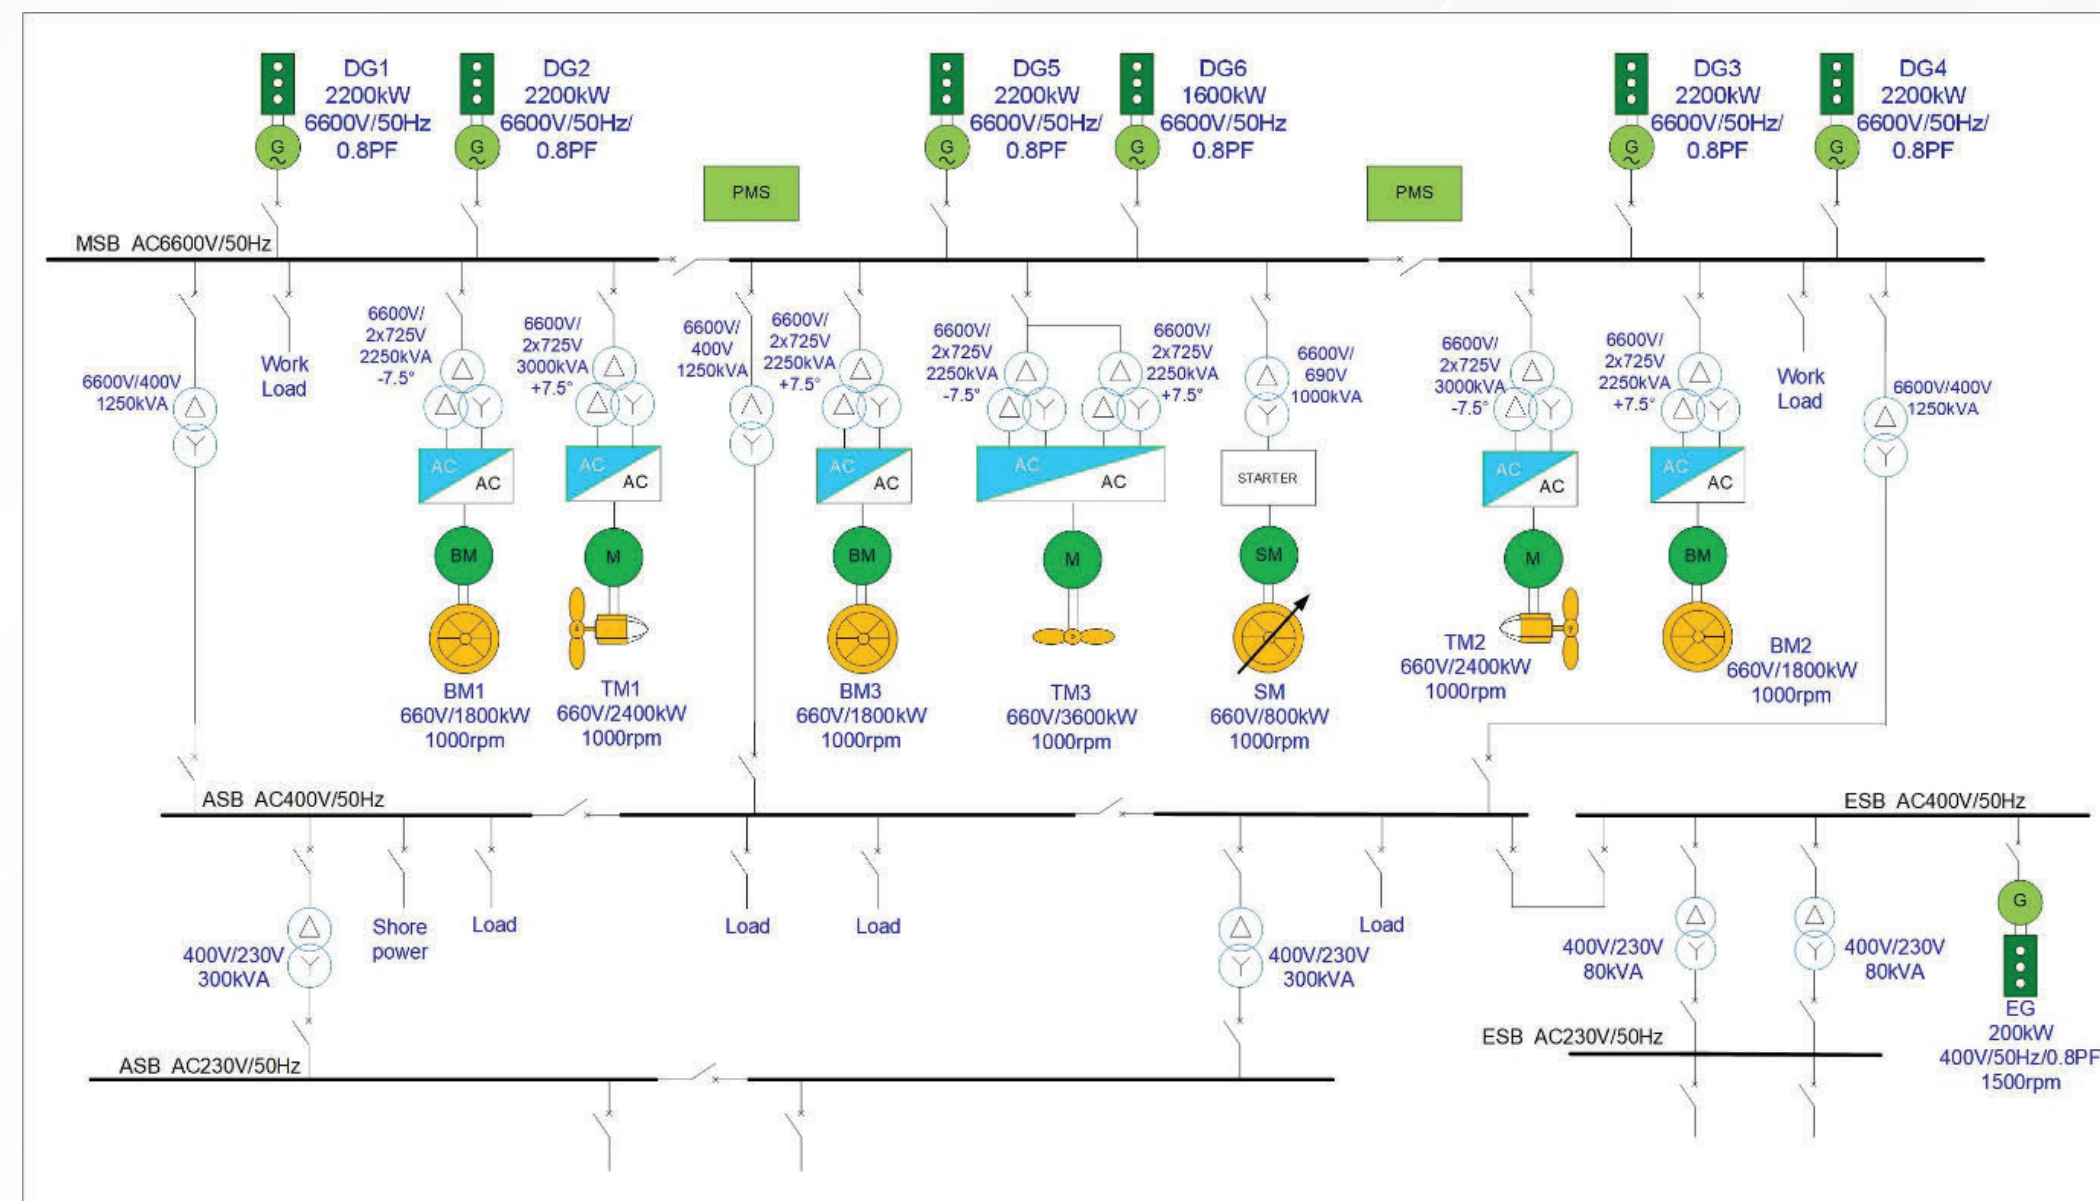 DG1
2200kW
6600V/50Hz
0.8PF
G
DG2
2200kW
6600V/50Hz/
0.8PF
G
DG5
2200kW
6600V/50Hz/
0.8PF
G
DG6
1600kW
6600V/50Hz
0.8PF
G
DG3
2200kW
6600V/50Hz/
0.8PF
G
DG4
2200kW
6600V/50Hz/
0.8PF
G
PMS
PMS
MSB AC6600V/50Hz
6600V/400V
1250kVA
Y
Work
Load
6600V/
2x725V
2250kVA
-7.5°
Y
AC
AC
BM
BM1
660V/1800kW
1000rpm
6600V/
2x725V
3000kVA
+7.5°
Y
AC
AC
M
TM1
660V/2400kW
1000rpm
6600V/
400V
1250kVA
Y
6600V/
2x725V
2250kVA
+7.5°
Y
AC
AC
BM
BM3
660V/1800kW
1000rpm
6600V/
2x725V
2250kVA
-7.5°
Y
6600V/
2x725V
2250kVA
+7.5°
Y
AC
AC
M
TM3
660V/3600kW
1000rpm
6600V/
690V
1000kVA
Y
STARTER
SM
SM
660V/800kW
1000rpm
6600V/
2x725V
3000kVA
-7.5°
Y
AC
AC
M
TM2
660V/2400kW
1000rpm
6600V/
2x725V
2250kVA
+7.5°
Y
AC
AC
BM
BM2
660V/1800kW
1000rpm
Work
Load
6600V/400V
1250kVA
Y
ASB AC400V/50Hz
ESB AC400V/50Hz
400V/230V
300kVA
Y
Shore
power
Load
Load
Load
400V/230V
300kVA
Y
Load
400V/230V
80kVA
Y
400V/230V
80kVA
Y
G
EG
200kW
400V/50Hz/0.8PF
1500rpm
ASB AC230V/50Hz
ESB AC230V/50Hz